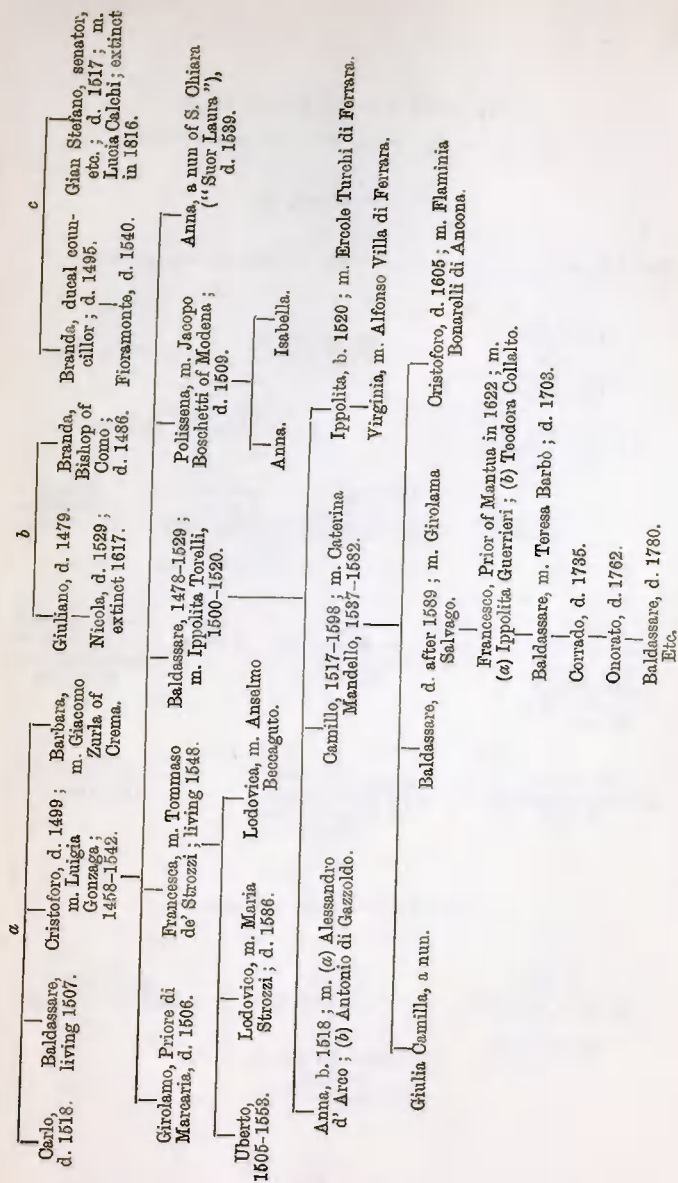 a
b
c
Carlo,
d. 1518.
Baldassare,
living 1507.
Cristoforo, d. 1499;
m. Luigia
Gonzaga;
1458–1542.
Barbara,
m. Giacomo
Zurla of
Crema.
Giuliano, d. 1479.
Nicola, d. 1529;
extinct 1617.
Branda,
Bishop of
Como;
d. 1486.
Branda, ducal coun-
cillor; d. 1495.
Fioramonte, d. 1540.
Gian Stefano, senator,
etc.; d. 1517; m.
Lucia Calchi; extinct
in 1816.
Girolamo, Priore di
Marcaria, d. 1506.
Francesca, m. Tommaso
de' Strozzi; living 1548.
Baldassare, 1478–1529;
m. Ippolita Torelli,
1500–1520.
Polissena, m. Jacopo
Boschetti of Modena;
d. 1509.
Anna, a nun of S. Chiara
("Suor Laura"),
d. 1539.
Uberto,
1505–1553.
Lodovico, m. Maria
Strozzi; d. 1586.
Lodovica, m. Anselmo
Beccaguto.
Anna.
Isabella.
Anna, b. 1518; m. (a) Alessandro
d' Arco; (b) Antonio di Gazzoldo.
Camillo, 1517–1598; m. Caterina
Mandello, 1537–1582.
Ippolita, b. 1520; m. Ercole Turchi di Ferrara.
Virginia, m. Alfonso Villa di Ferrara.
Giulia Camilla, a nun.
Baldassare, d. after 1589; m. Girolama
Salvago.
Cristoforo, d. 1605; m. Flaminia
Bonarelli di Ancona.
Francesco, Prior of Mantua in 1622; m.
(a) Ippolita Guerrieri; (b) Teodora Collalto.
Baldassare, m. Teresa Barbò; d. 1703.
Corrado, d. 1735.
Onorato, d. 1762.
Baldassare, d. 1780.
Etc.